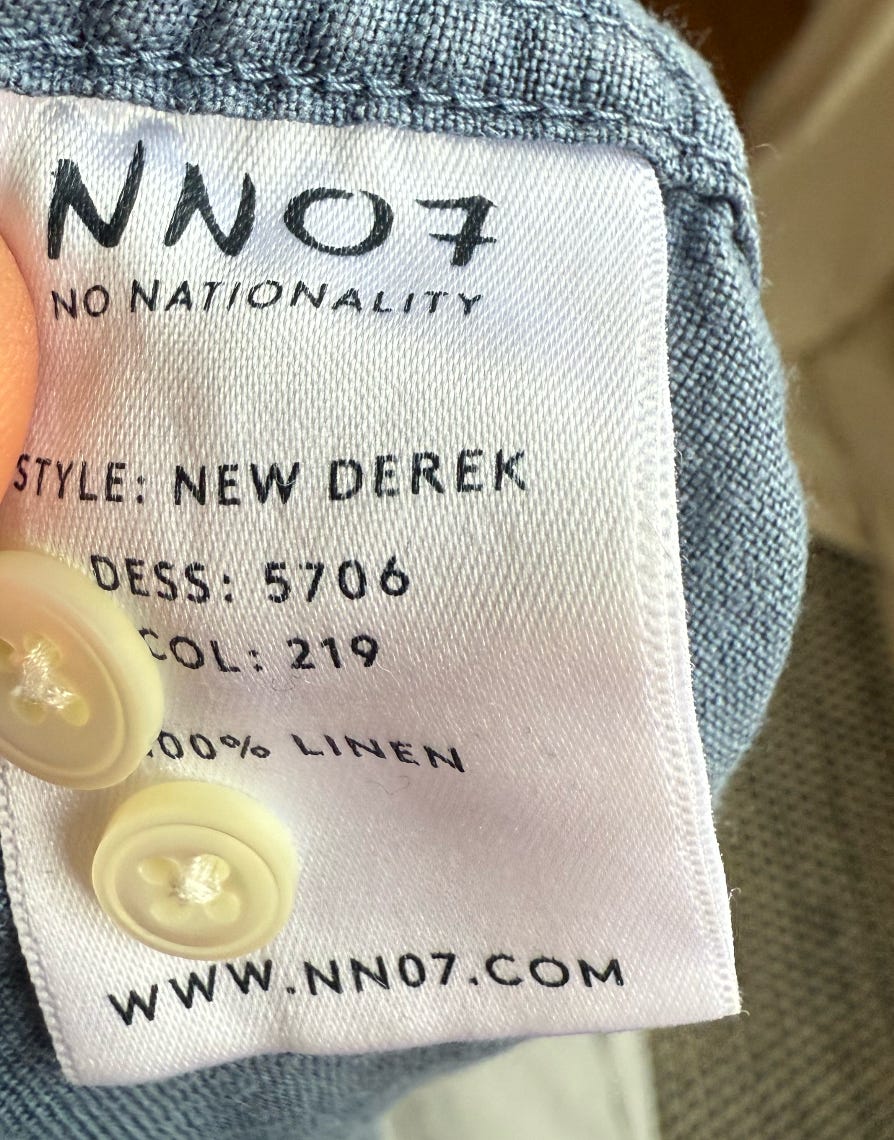 NN07
NO NATIONALITY
STYLE: NEW DEREK
DESS: 5706
COL: 219
00% LINEN
WWW.NN07.COM